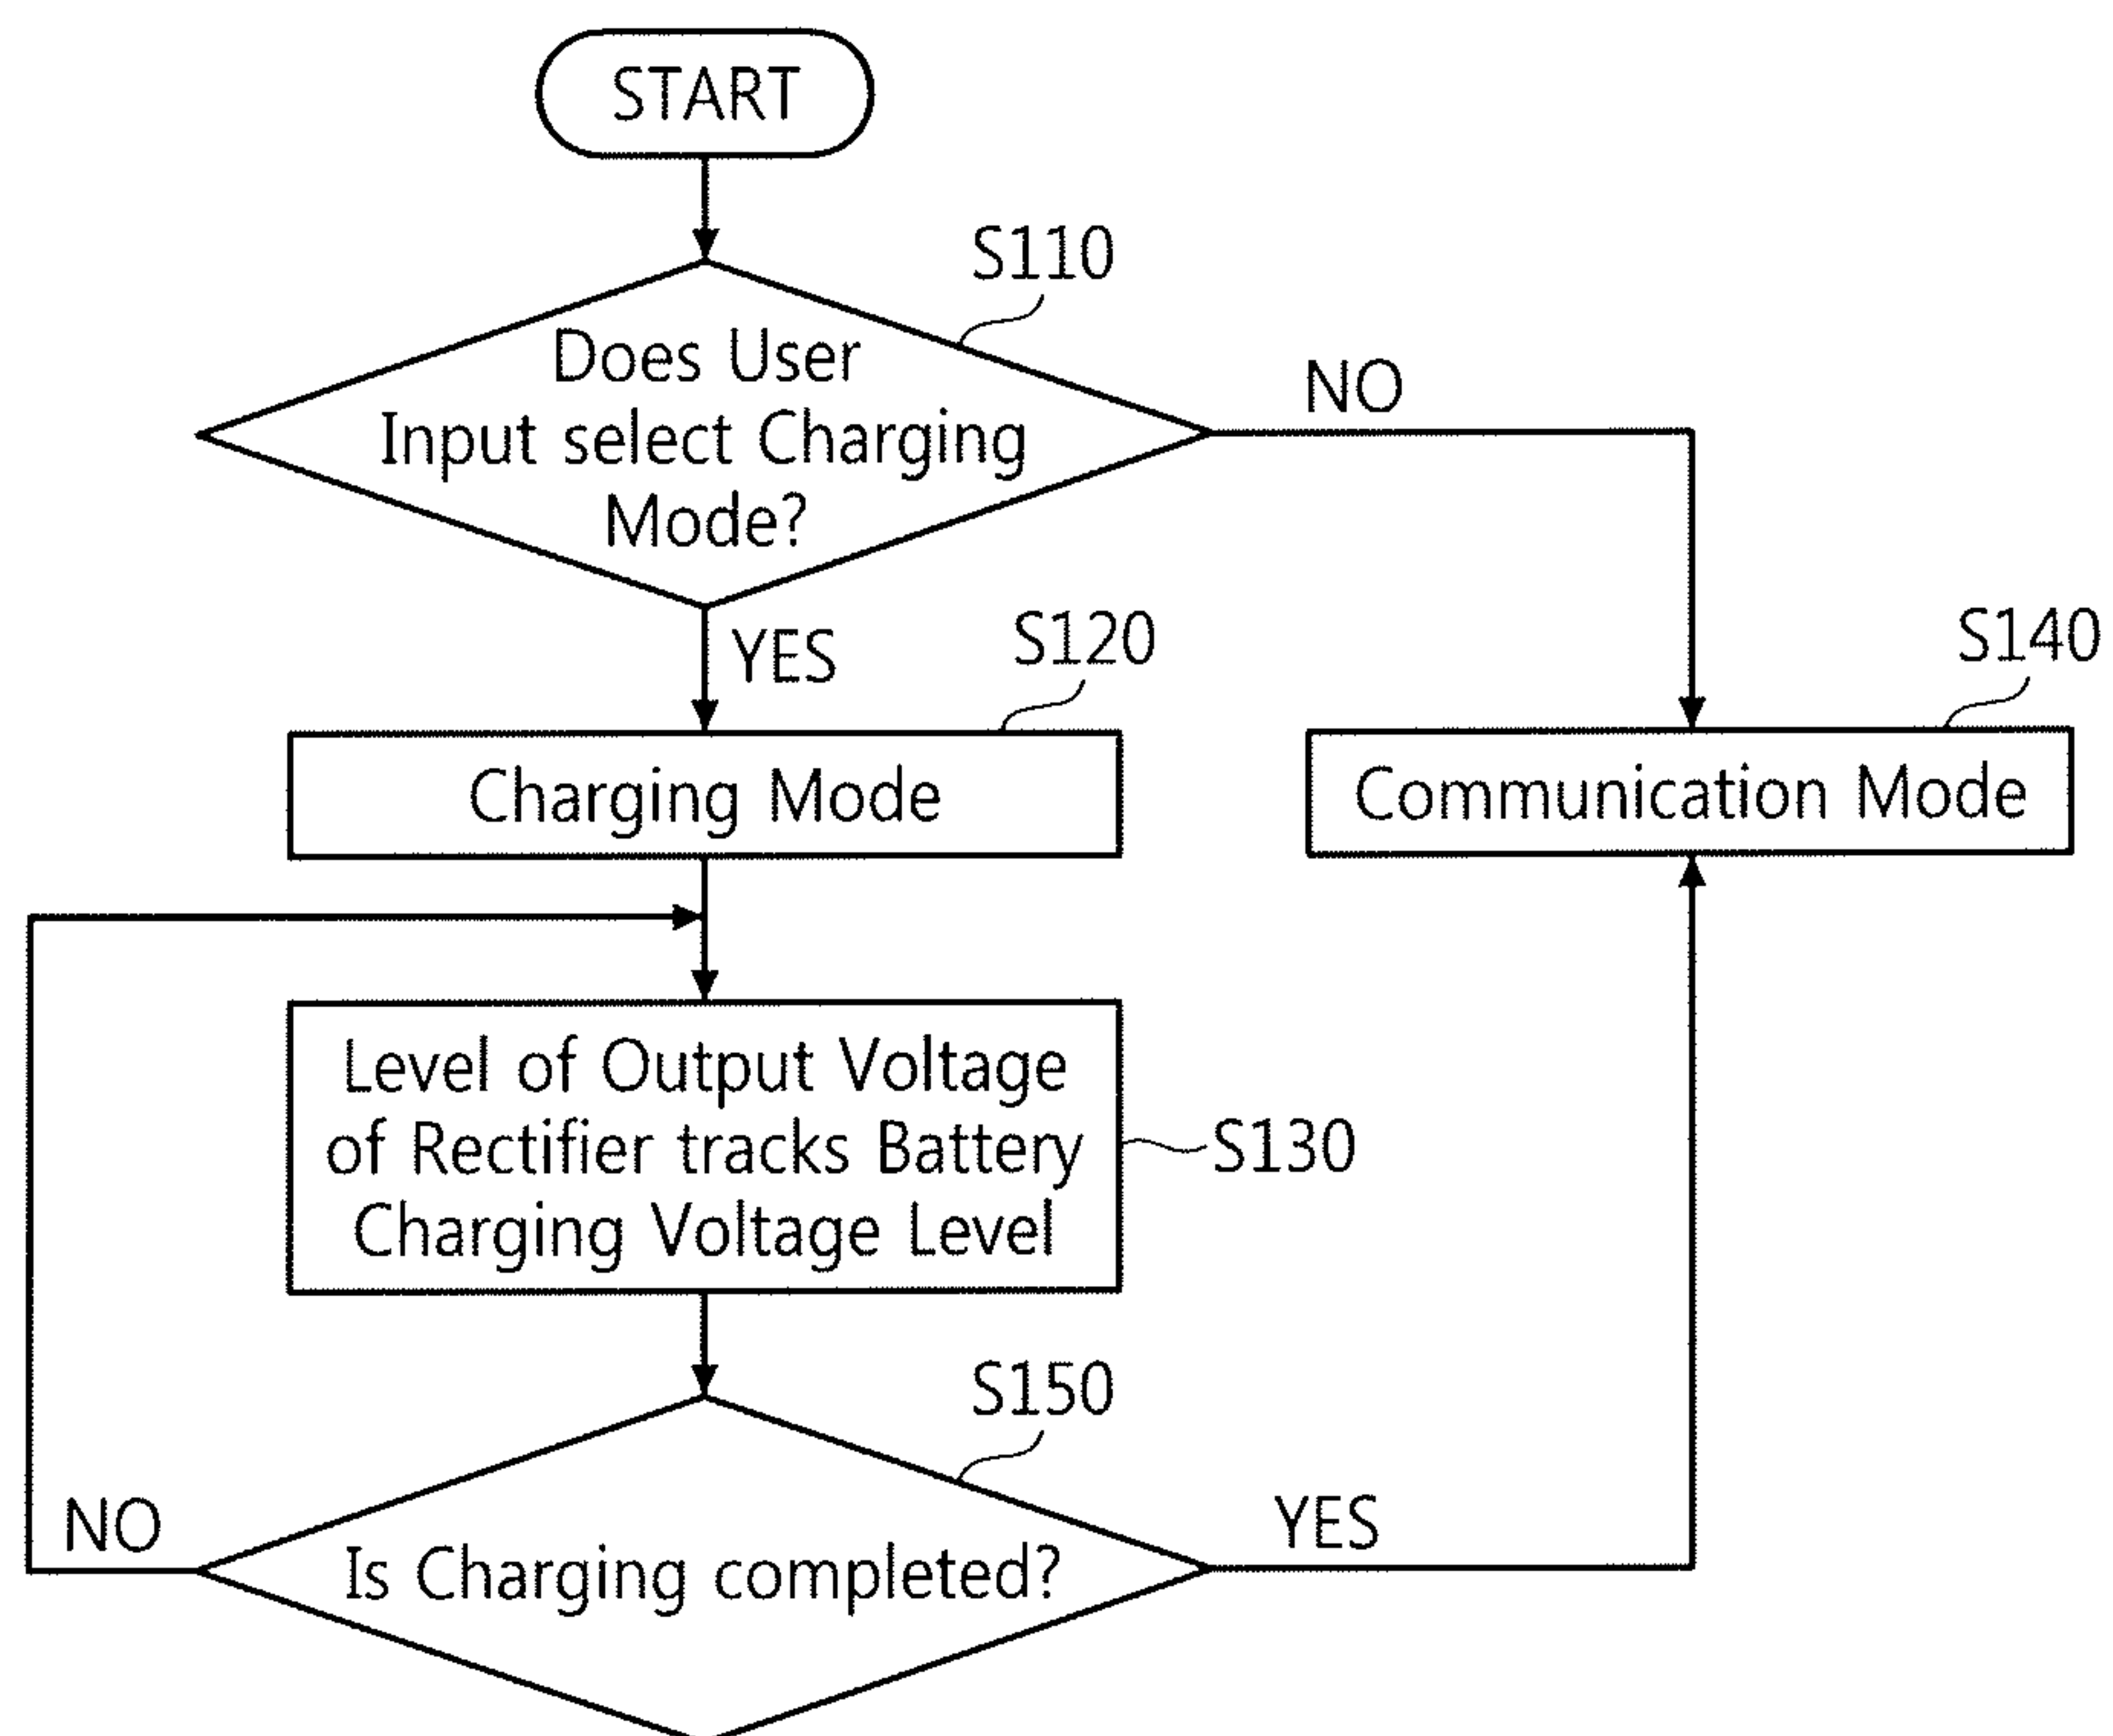 START
S110
Does User
Input select Charging
Mode?
NO
YES
S120
S140
Charging Mode
Communication Mode
Level of Output Voltage
of Rectifier tracks Battery
Charging Voltage Level
S130
S150
NO
Is Charging completed?
YES